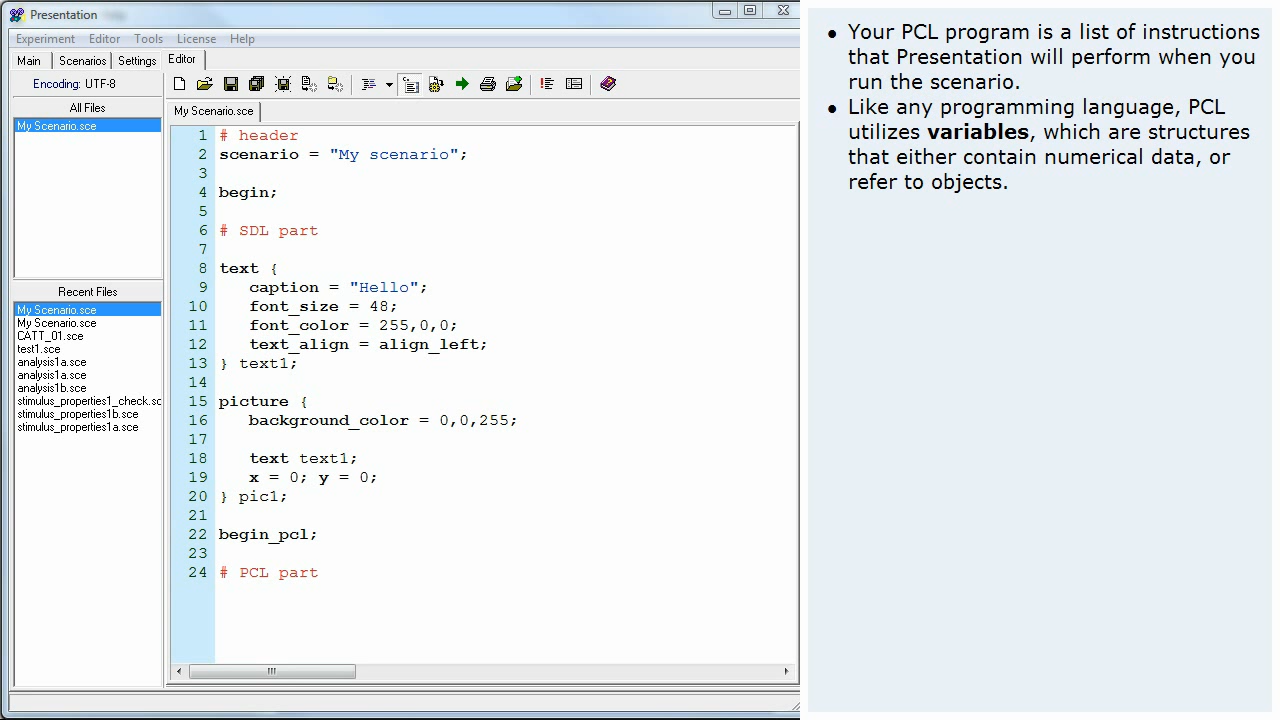 Presentation
Experiment Editor Tools License Help
Main Scenarios Settings Editor
Encoding: UTF-8
All Files
My Scenario.sce
Recent Files
My Scenario.sce
My Scenario.sce
CATT_01.sce
test1.sce
analysis1a.sce
analysis1a.sce
analysis1b.sce
stimulus_properties1_check.sc
stimulus_properties1b.sce
stimulus_properties1a.sce
My Scenario.sce
1 # header
2 scenario = "My scenario";
3
4 begin;
5
6 # SDL part
7
8 text {
9 caption = "Hello";
10 font_size = 48;
11 font_color = 255,0,0;
12 text_align = align_left;
13 } text1;
14
15 picture {
16 background_color = 0,0,255;
17
18 text text1;
19 x = 0; y = 0;
20 } pic1;
21
22 begin_pcl;
23
24 # PCL part
• Your PCL program is a list of instructions
that Presentation will perform when you
run the scenario.
• Like any programming language, PCL
utilizes variables, which are structures
that either contain numerical data, or
refer to objects.